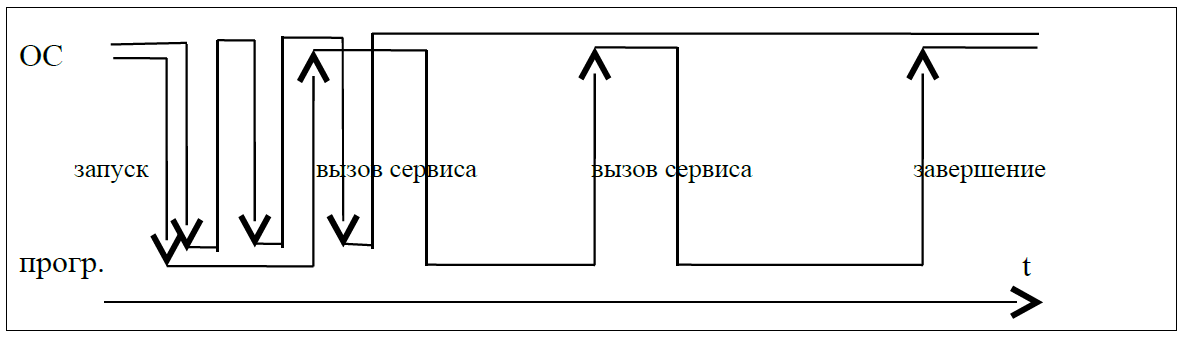 ОС
запуск
вызов сервиса
вызов сервиса
завершение
прогр.
t